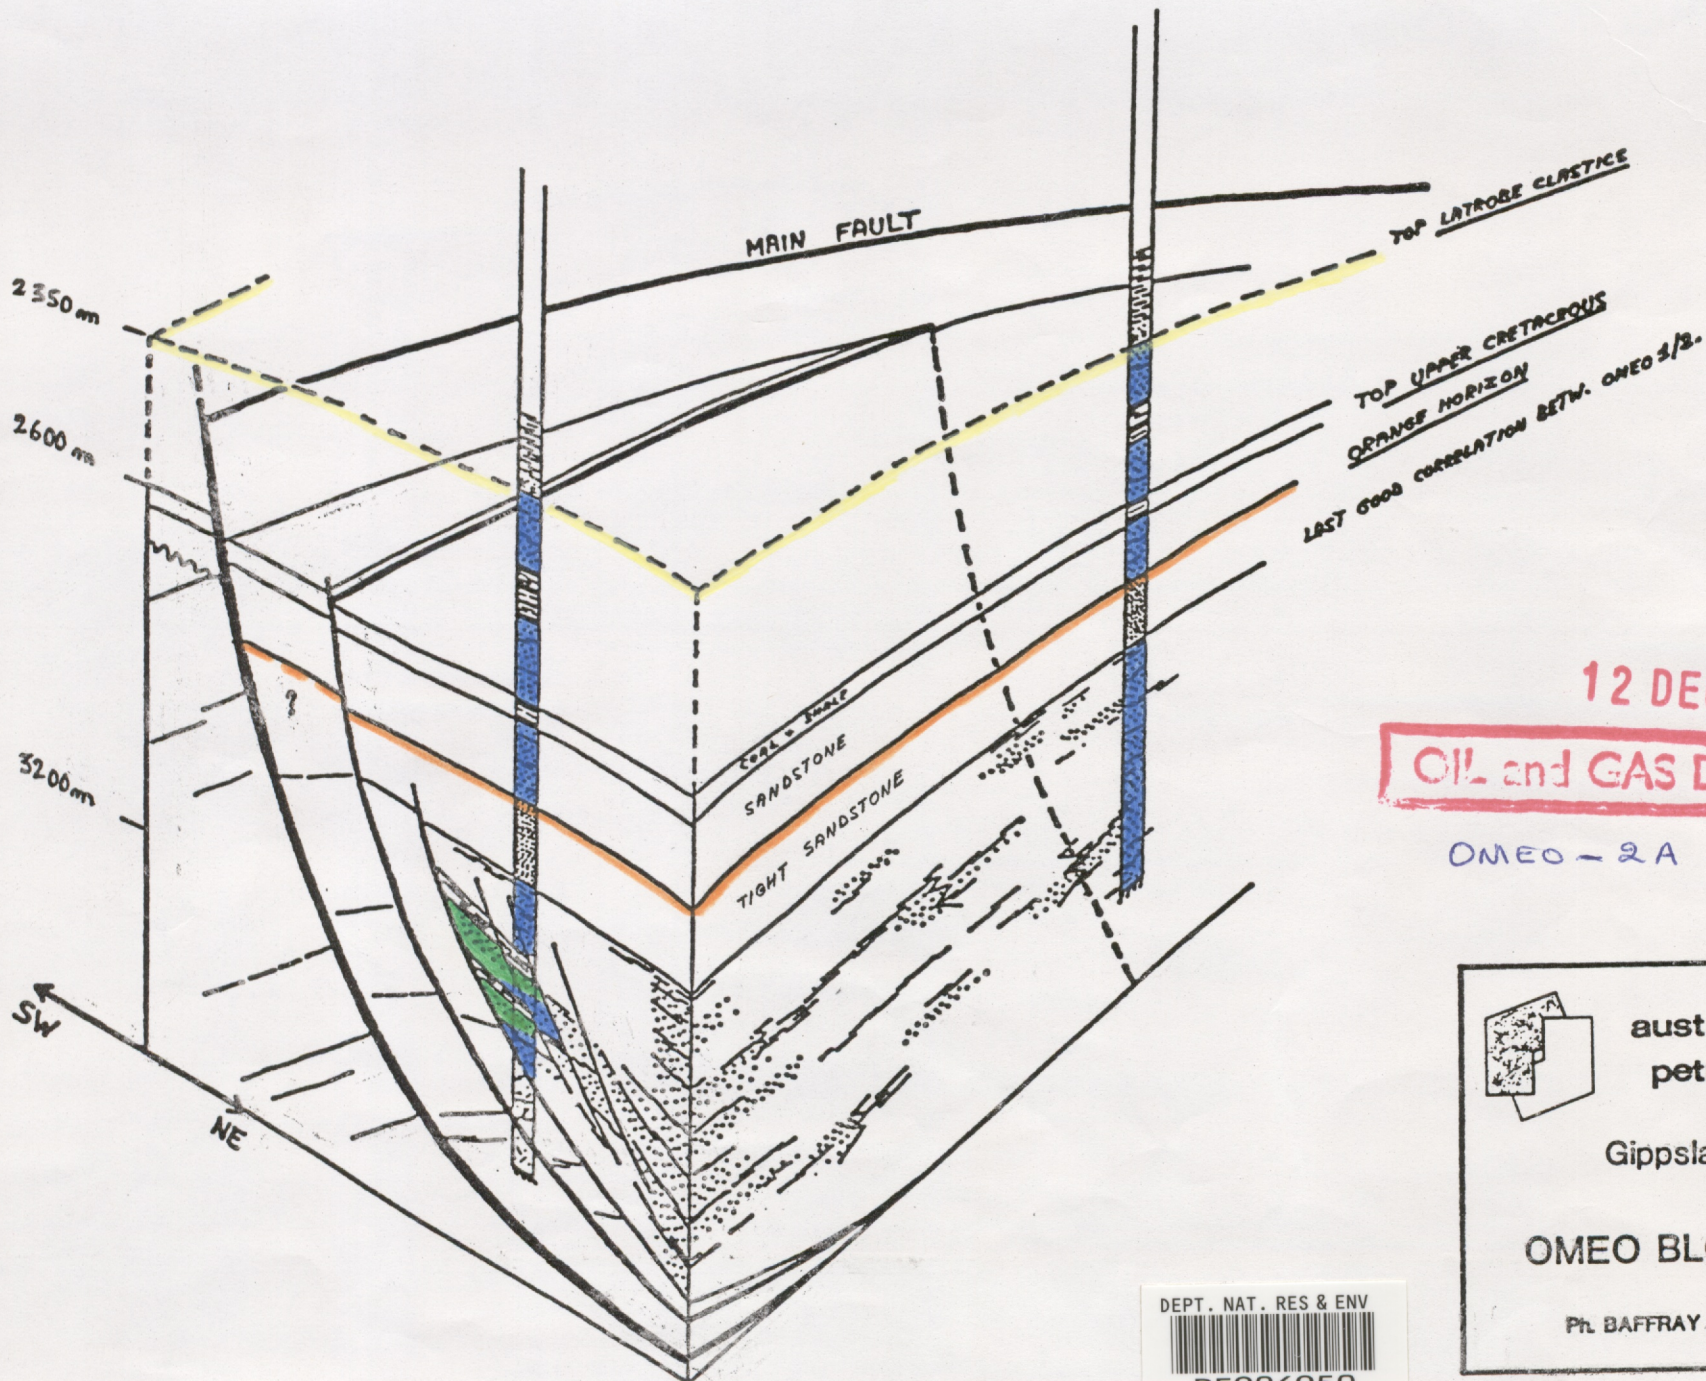 MAIN FAULT
TOP LATROBE CLASTICS
2350m
TOP UPPER CRETACEOUS
ORANGE HORIZON
LAST GOOD CORRELATION BETW. OMEO 1/2.
2600m
?
COAL + SHALE
SANDSTONE
TIGHT SANDSTONE
3200m
SW
NE
12 DE
OIL and GAS D
OMEO - 2A
aust
pet
Gippsla
OMEO BL
Ph. BAFFRAY
DEPT. NAT. RES & ENV